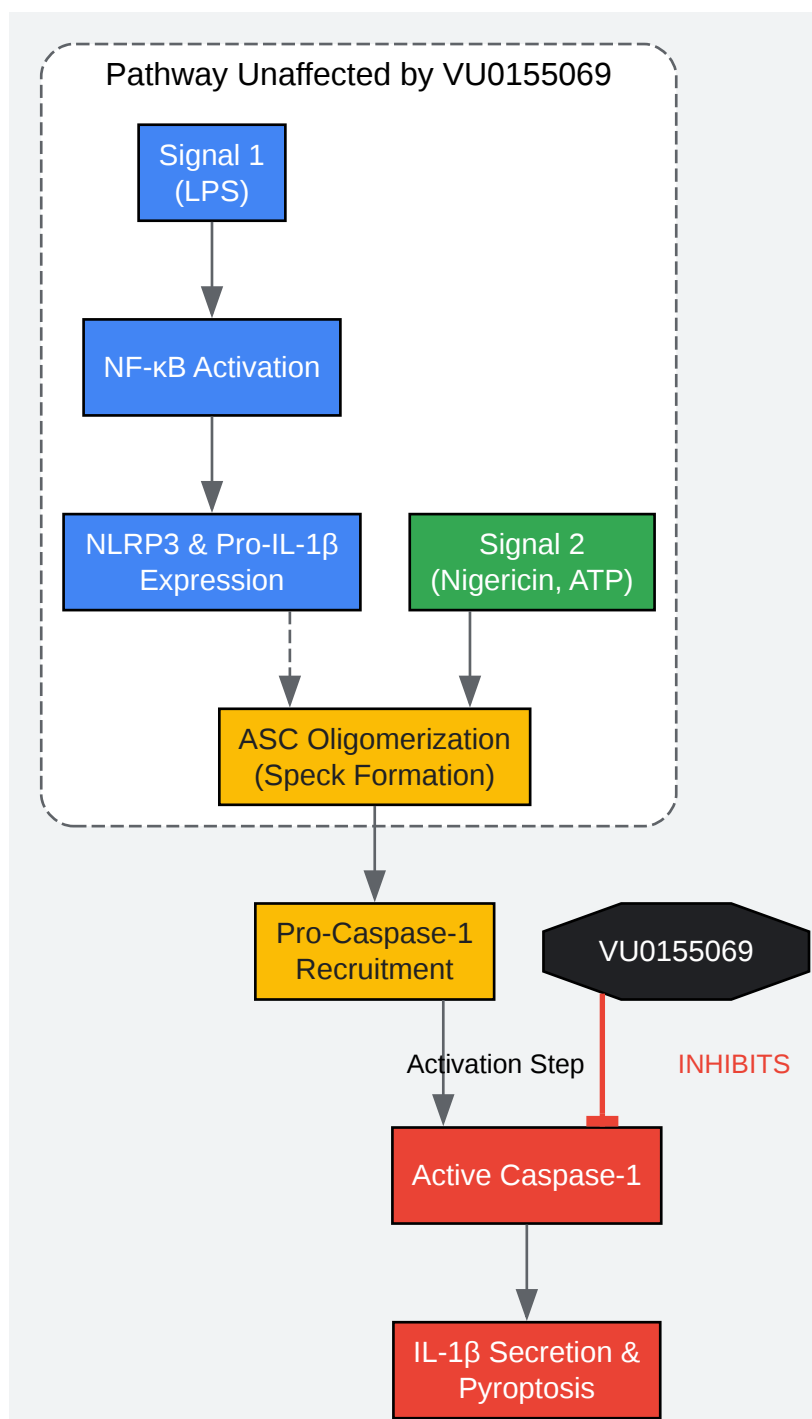 Pathway Unaffected by VU0155069
Signal 1
(LPS)
NF-κB Activation
NLRP3 & Pro-IL-1β
Expression
Signal 2
(Nigericin, ATP)
ASC Oligomerization
(Speck Formation)
Pro-Caspase-1
Recruitment
VU0155069
Activation Step
INHIBITS
Active Caspase-1
IL-1β Secretion &
Pyroptosis